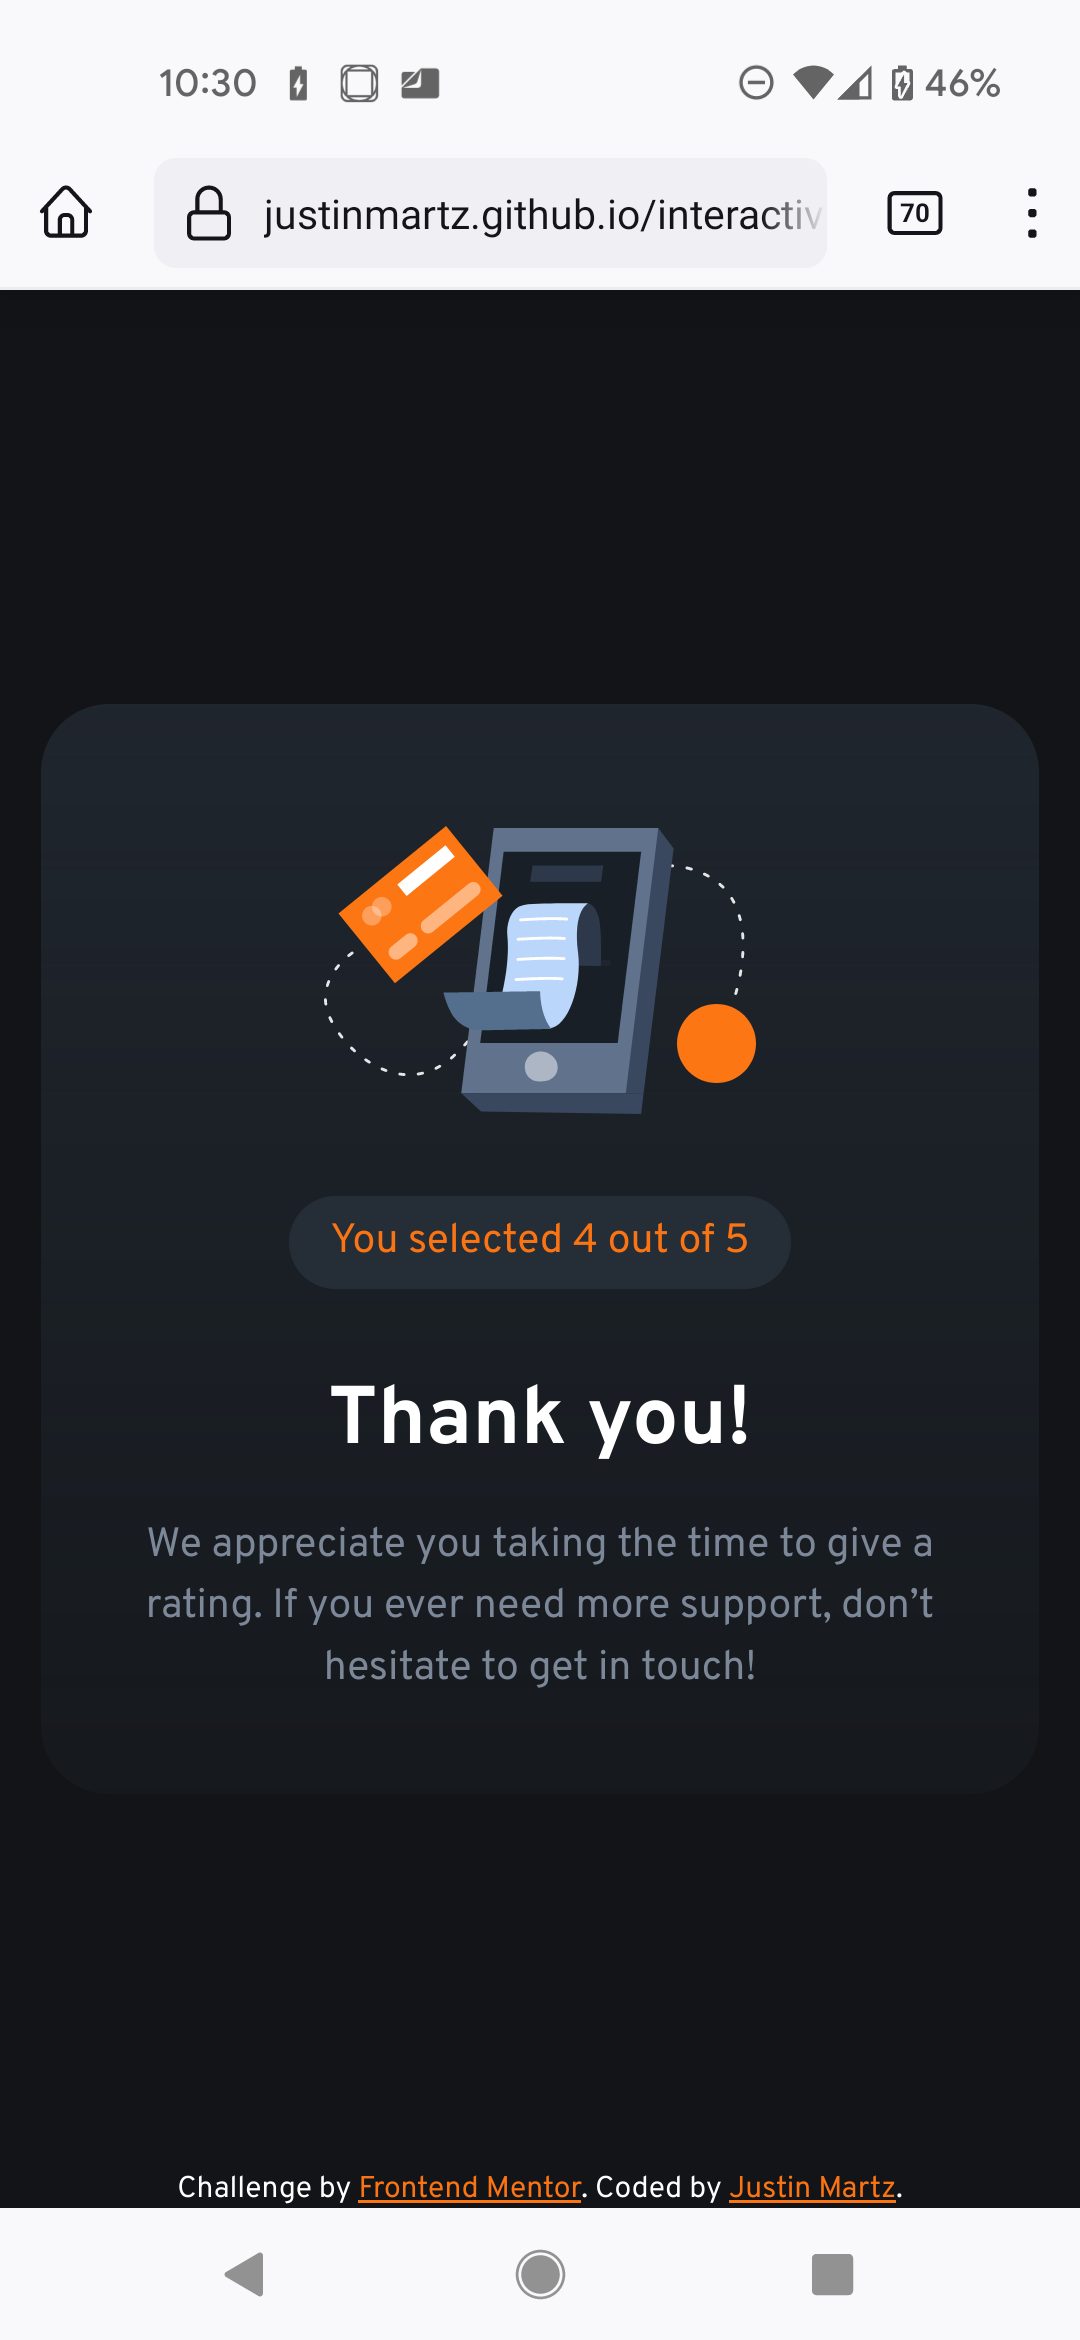 10:30
46%
justinmartz.github.io/interactiv
70
You selected 4 out of 5
Thank you!
We appreciate you taking the time to give a
rating. If you ever need more support, don’t
hesitate to get in touch!
Challenge by Frontend Mentor. Coded by Justin Martz.